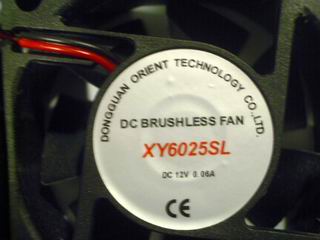 DONGGUAN ORIENT TECHNOLOGY CO.,LTD.
DC BRUSHLESS FAN
XY6025SL
DC 12V 0.06A
CE